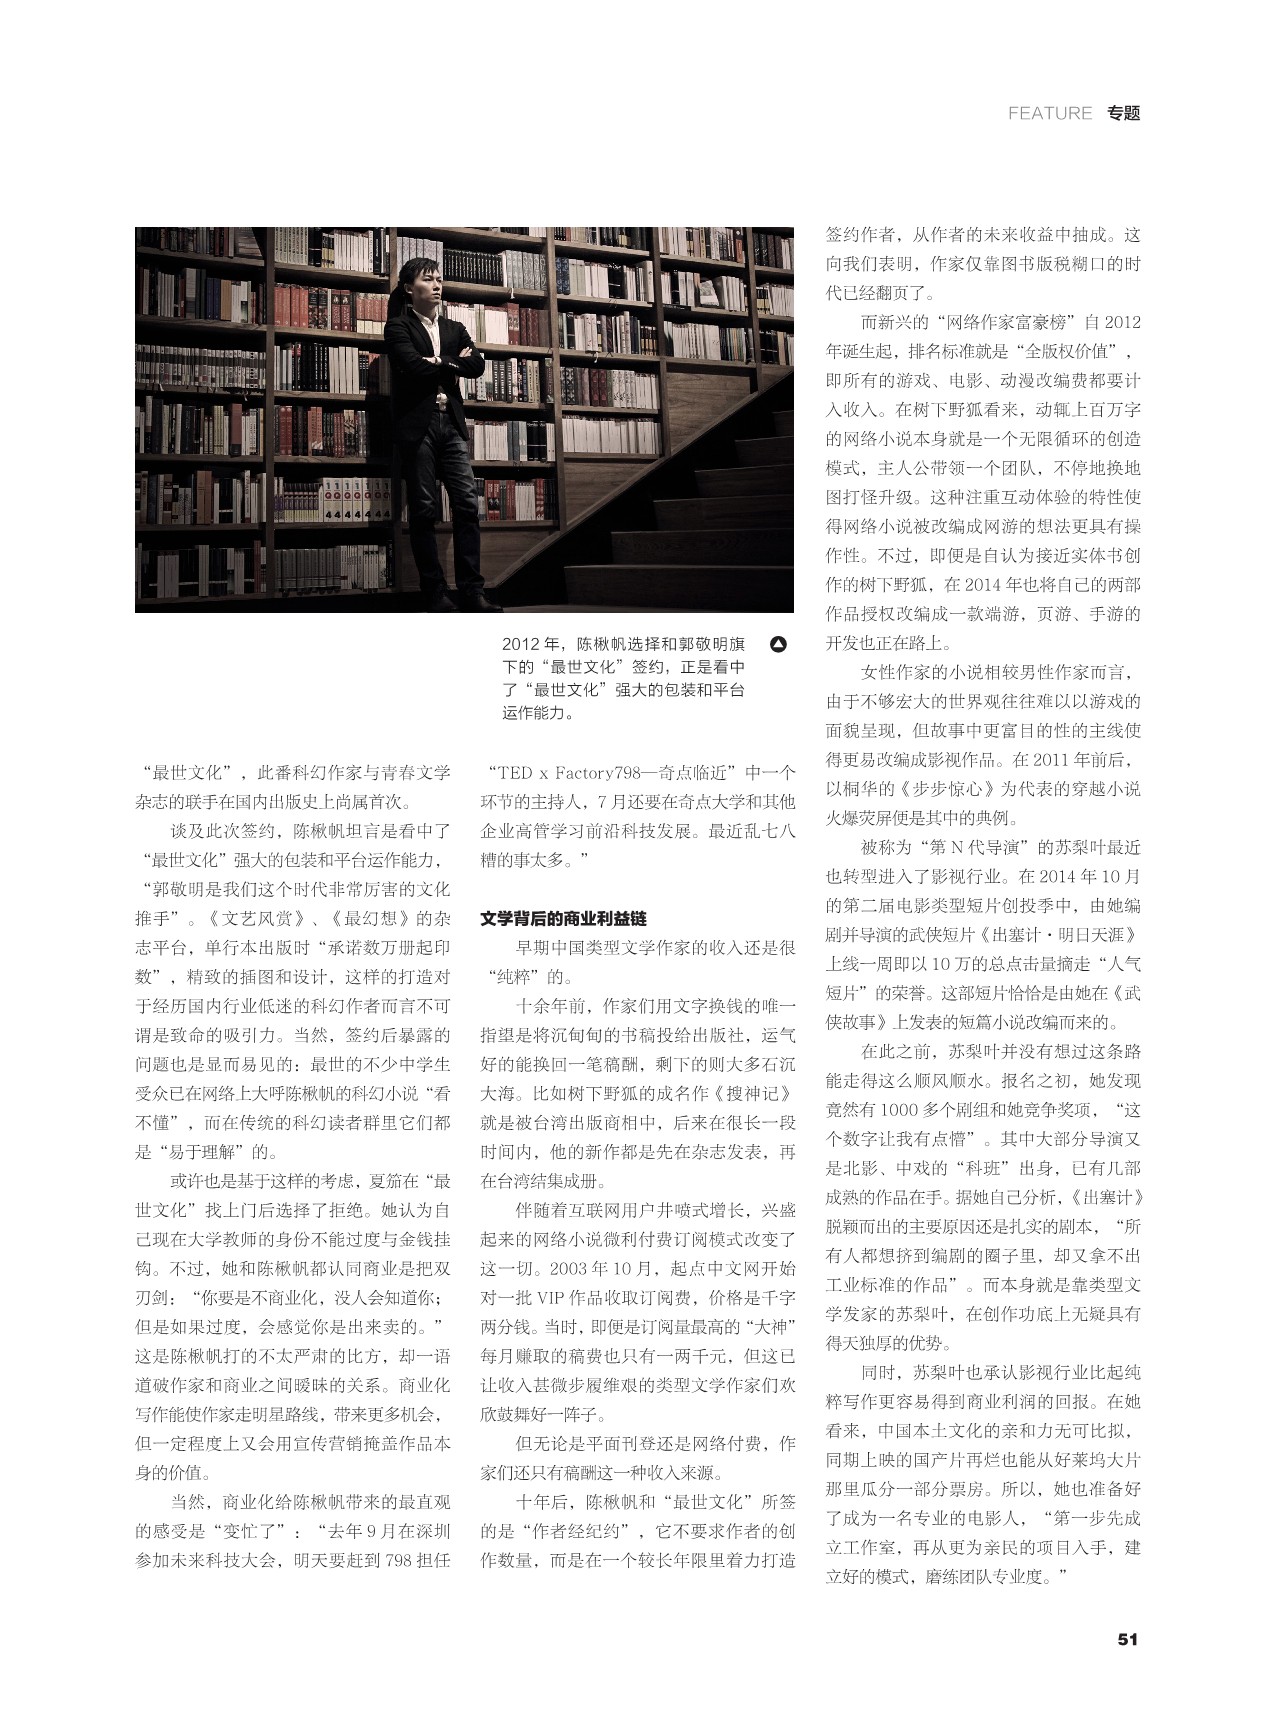 FEATURE 专题
2012 年，陈楸帆选择和郭敬明旗
下的“最世文化”签约，正是看中
了“最世文化”强大的包装和平台
运作能力。
“最世文化”，此番科幻作家与青春文学
杂志的联手在国内出版史上尚属首次。
谈及此次签约，陈楸帆坦言是看中了
“最世文化”强大的包装和平台运作能力，
“郭敬明是我们这个时代非常厉害的文化
推手”。《文艺风赏》、《最幻想》的杂
志平台，单行本出版时“承诺数万册起印
数”，精致的插图和设计，这样的打造对
于经历国内行业低迷的科幻作者而言不可
谓是致命的吸引力。当然，签约后暴露的
问题也是显而易见的：最世的不少中学生
受众已在网络上大呼陈楸帆的科幻小说“看
不懂”，而在传统的科幻读者群里它们都
是“易于理解”的。
或许也是基于这样的考虑，夏笳在“最
世文化”找上门后选择了拒绝。她认为自
己现在大学教师的身份不能过度与金钱挂
钩。不过，她和陈楸帆都认同商业是把双
刃剑：“你要是不商业化，没人会知道你；
但是如果过度，会感觉你是出来卖的。”
这是陈楸帆打的不太严肃的比方，却一语
道破作家和商业之间暧昧的关系。商业化
写作能使作家走明星路线，带来更多机会，
但一定程度上又会用宣传营销掩盖作品本
身的价值。
当然，商业化给陈楸帆带来的最直观
的感受是“变忙了”：“去年 9 月在深圳
参加未来科技大会，明天要赶到 798 担任
“TED x Factory798—奇点临近”中一个
环节的主持人，7 月还要在奇点大学和其他
企业高管学习前沿科技发展。最近乱七八
糟的事太多。”
文学背后的商业利益链
早期中国类型文学作家的收入还是很
“纯粹”的。
十余年前，作家们用文字换钱的唯一
指望是将沉甸甸的书稿投给出版社，运气
好的能换回一笔稿酬，剩下的则大多石沉
大海。比如树下野狐的成名作《搜神记》
就是被台湾出版商相中，后来在很长一段
时间内，他的新作都是先在杂志发表，再
在台湾结集成册。
伴随着互联网用户井喷式增长，兴盛
起来的网络小说微利付费订阅模式改变了
这一切。2003 年 10 月，起点中文网开始
对一批 VIP 作品收取订阅费，价格是千字
两分钱。当时，即便是订阅量最高的“大神”
每月赚取的稿费也只有一两千元，但这已
让收入甚微步履维艰的类型文学作家们欢
欣鼓舞好一阵子。
但无论是平面刊登还是网络付费，作
家们还只有稿酬这一种收入来源。
十年后，陈楸帆和“最世文化”所签
的是“作者经纪约”，它不要求作者的创
作数量，而是在一个较长年限里着力打造
签约作者，从作者的未来收益中抽成。这
向我们表明，作家仅靠图书版税糊口的时
代已经翻页了。
而新兴的“网络作家富豪榜”自 2012
年诞生起，排名标准就是“全版权价值”，
即所有的游戏、电影、动漫改编费都要计
入收入。在树下野狐看来，动辄上百万字
的网络小说本身就是一个无限循环的创造
模式，主人公带领一个团队，不停地换地
图打怪升级。这种注重互动体验的特性使
得网络小说被改编成网游的想法更具有操
作性。不过，即便是自认为接近实体书创
作的树下野狐，在 2014 年也将自己的两部
作品授权改编成一款端游，页游、手游的
开发也正在路上。
女性作家的小说相较男性作家而言，
由于不够宏大的世界观往往难以以游戏的
面貌呈现，但故事中更富目的性的主线使
得更易改编成影视作品。在 2011 年前后，
以桐华的《步步惊心》为代表的穿越小说
火爆荧屏便是其中的典例。
被称为“第 N 代导演”的苏梨叶最近
也转型进入了影视行业。在 2014 年 10 月
的第二届电影类型短片创投季中，由她编
剧并导演的武侠短片《出塞计·明日天涯》
上线一周即以 10 万的总点击量摘走“人气
短片”的荣誉。这部短片恰恰是由她在《武
侠故事》上发表的短篇小说改编而来的。
在此之前，苏梨叶并没有想过这条路
能走得这么顺风顺水。报名之初，她发现
竟然有 1000 多个剧组和她竞争奖项，“这
个数字让我有点懵”。其中大部分导演又
是北影、中戏的“科班”出身，已有几部
成熟的作品在手。据她自己分析，《出塞计》
脱颖而出的主要原因还是扎实的剧本，“所
有人都想挤到编剧的圈子里，却又拿不出
工业标准的作品”。而本身就是靠类型文
学发家的苏梨叶，在创作功底上无疑具有
得天独厚的优势。
同时，苏梨叶也承认影视行业比起纯
粹写作更容易得到商业利润的回报。在她
看来，中国本土文化的亲和力无可比拟，
同期上映的国产片再烂也能从好莱坞大片
那里瓜分一部分票房。所以，她也准备好
了成为一名专业的电影人，“第一步先成
立工作室，再从更为亲民的项目入手，建
立好的模式，磨练团队专业度。”
51